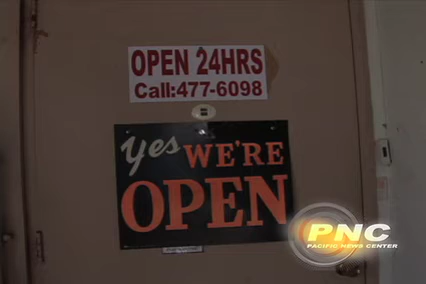 OPEN 24HRS
Call:477-6098
yes WE'RE
OPEN
PNC
PACIFIC NEWS CENTER